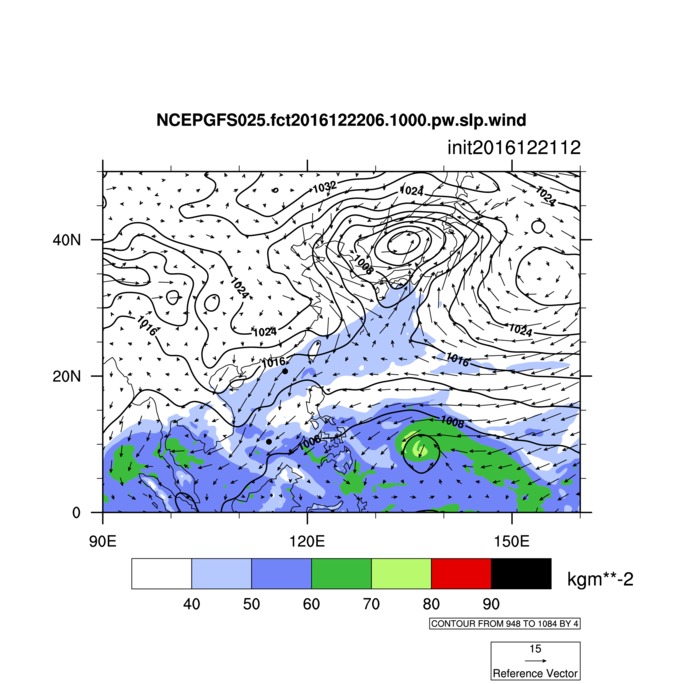 NCEPGFS025.fct2016122206.1000.pw.slp.wind
init2016122112
1032
1024
1024
40N
1008
1024
1016
1024
1024
1016
1016
20N
1008
1008
0
90E 120E 150E
40 50 60 70 80 90
kgm**-2
CONTOUR FROM 948 TO 1084 BY 4
15
Reference Vector